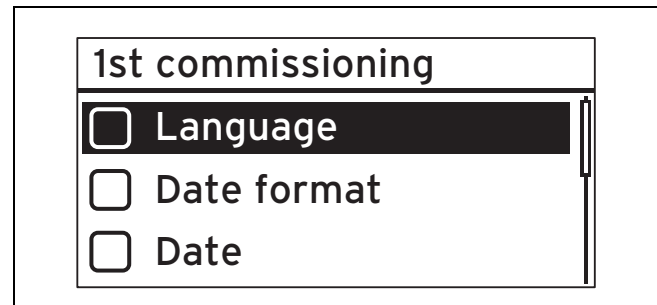 1st commissioning
Language
Date format
Date